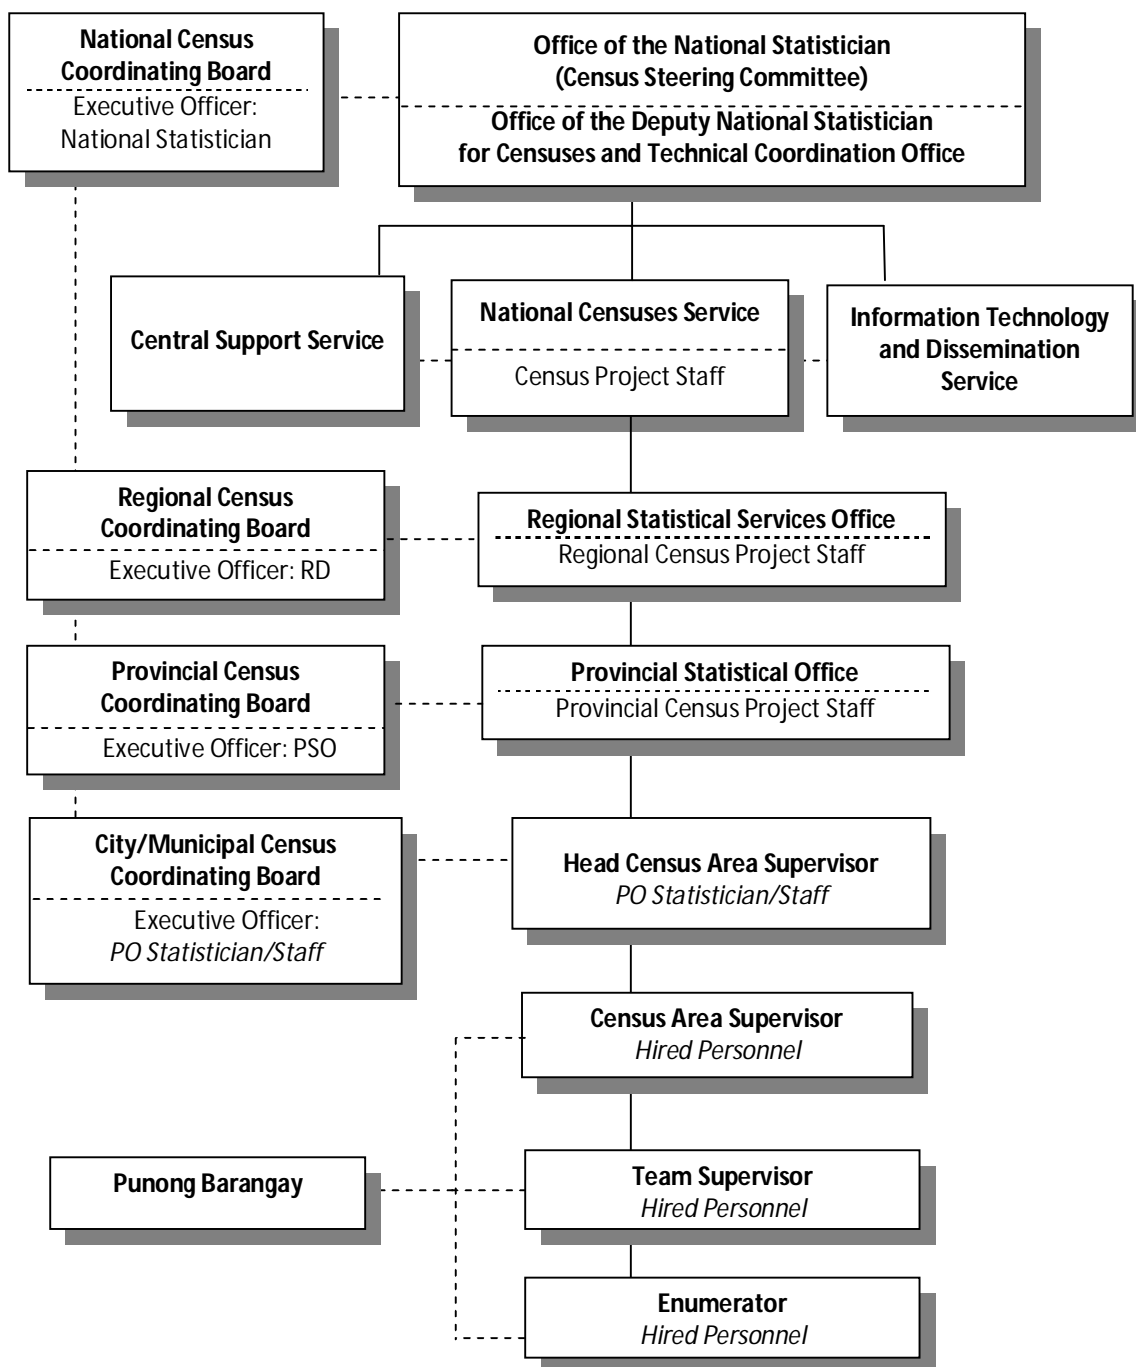 National Census
Coordinating Board
Executive Officer:
National Statistician
Office of the National Statistician
(Census Steering Committee)
Office of the Deputy National Statistician
for Censuses and Technical Coordination Office
Central Support Service
National Censuses Service
Census Project Staff
Information Technology
and Dissemination
Service
Regional Census
Coordinating Board
Executive Officer: RD
Regional Statistical Services Office
Regional Census Project Staff
Provincial Census
Coordinating Board
Executive Officer: PSO
Provincial Statistical Office
Provincial Census Project Staff
City/Municipal Census
Coordinating Board
Executive Officer:
PO Statistician/Staff
Head Census Area Supervisor
PO Statistician/Staff
Census Area Supervisor
Hired Personnel
Punong Barangay
Team Supervisor
Hired Personnel
Enumerator
Hired Personnel